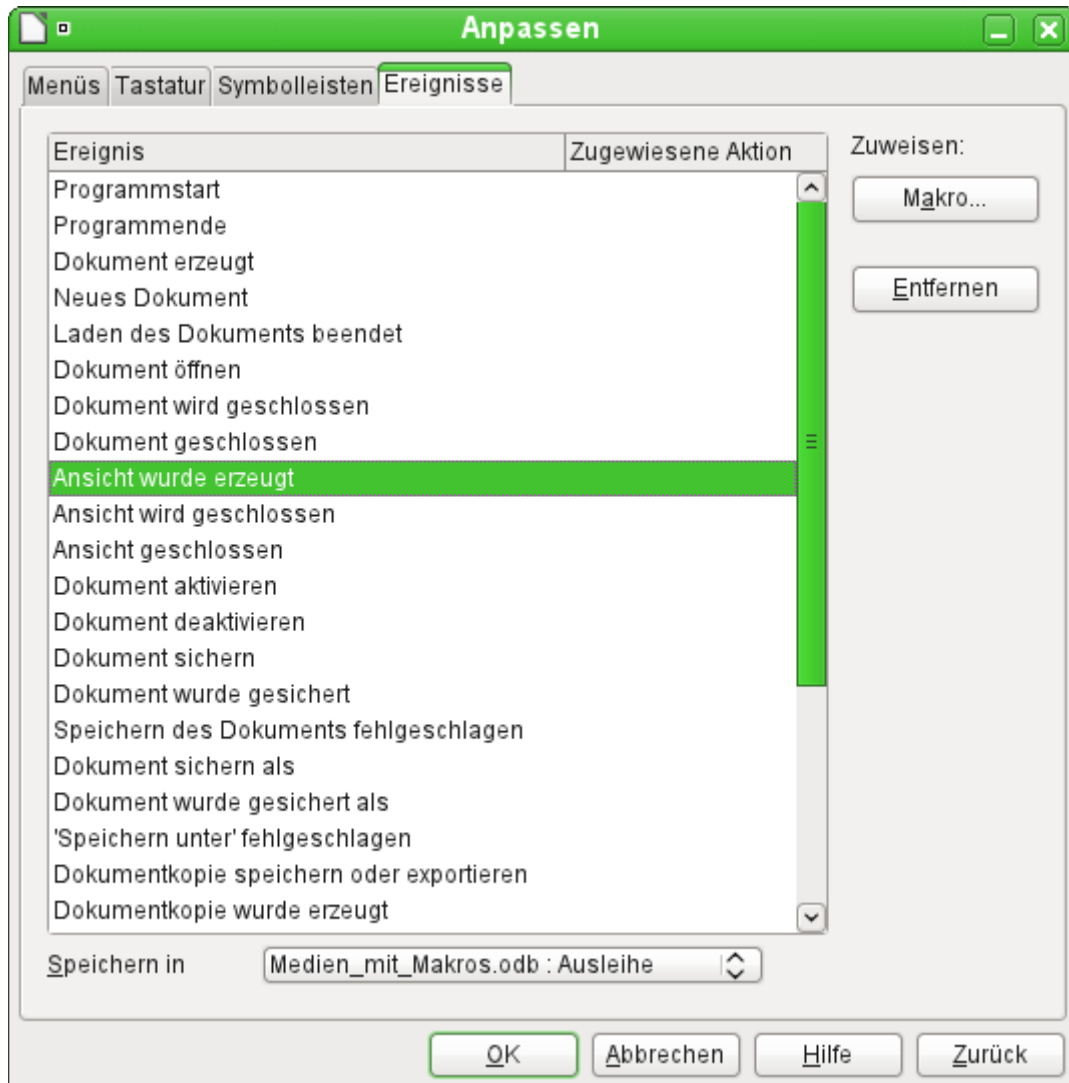 Anpassen
Menüs Tastatur Symbolleisten Ereignisse
Ereignis Zugewiesene Aktion
Zuweisen:
Programmstart
Makro...
Programmende
Dokument erzeugt
Entfernen
Neues Dokument
Laden des Dokuments beendet
Dokument öffnen
Dokument wird geschlossen
Dokument geschlossen
Ansicht wurde erzeugt
Ansicht wird geschlossen
Ansicht geschlossen
Dokument aktivieren
Dokument deaktivieren
Dokument sichern
Dokument wurde gesichert
Speichern des Dokuments fehlgeschlagen
Dokument sichern als
Dokument wurde gesichert als
'Speichern unter' fehlgeschlagen
Dokumentkopie speichern oder exportieren
Dokumentkopie wurde erzeugt
Speichern in Medien_mit_Makros.odb : Ausleihe
OK Abbrechen Hilfe Zurück